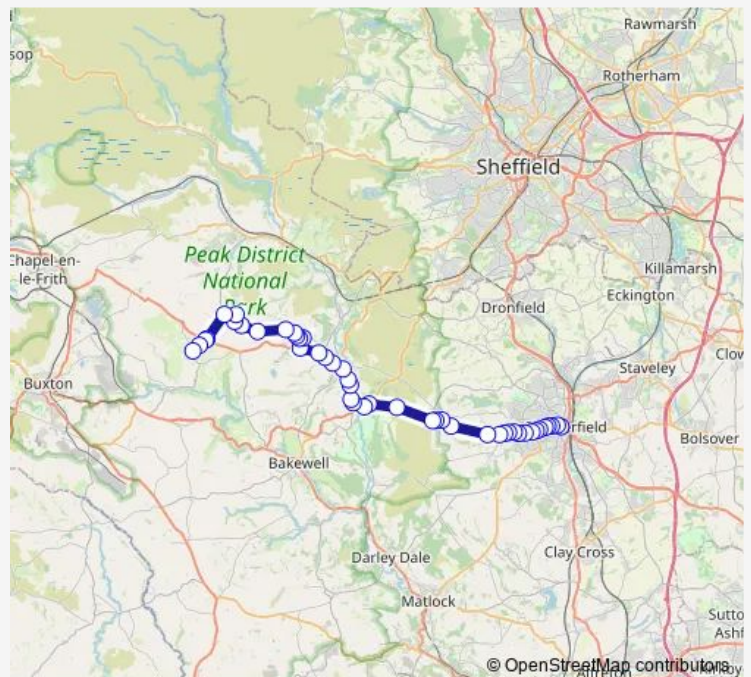 Rawmarsh
sop
Rotherham
Sheffield
Peak District
National
Park
Chapel-en-
le-Frith
Killamarsh
Eckington
Dronfield
Staveley
Clow
Buxton
rfield
Bolsover
Bakewell
Darley Dale
Clay Cross
Matlock
Sutto
Ashf
© OpenStreetMap contributors